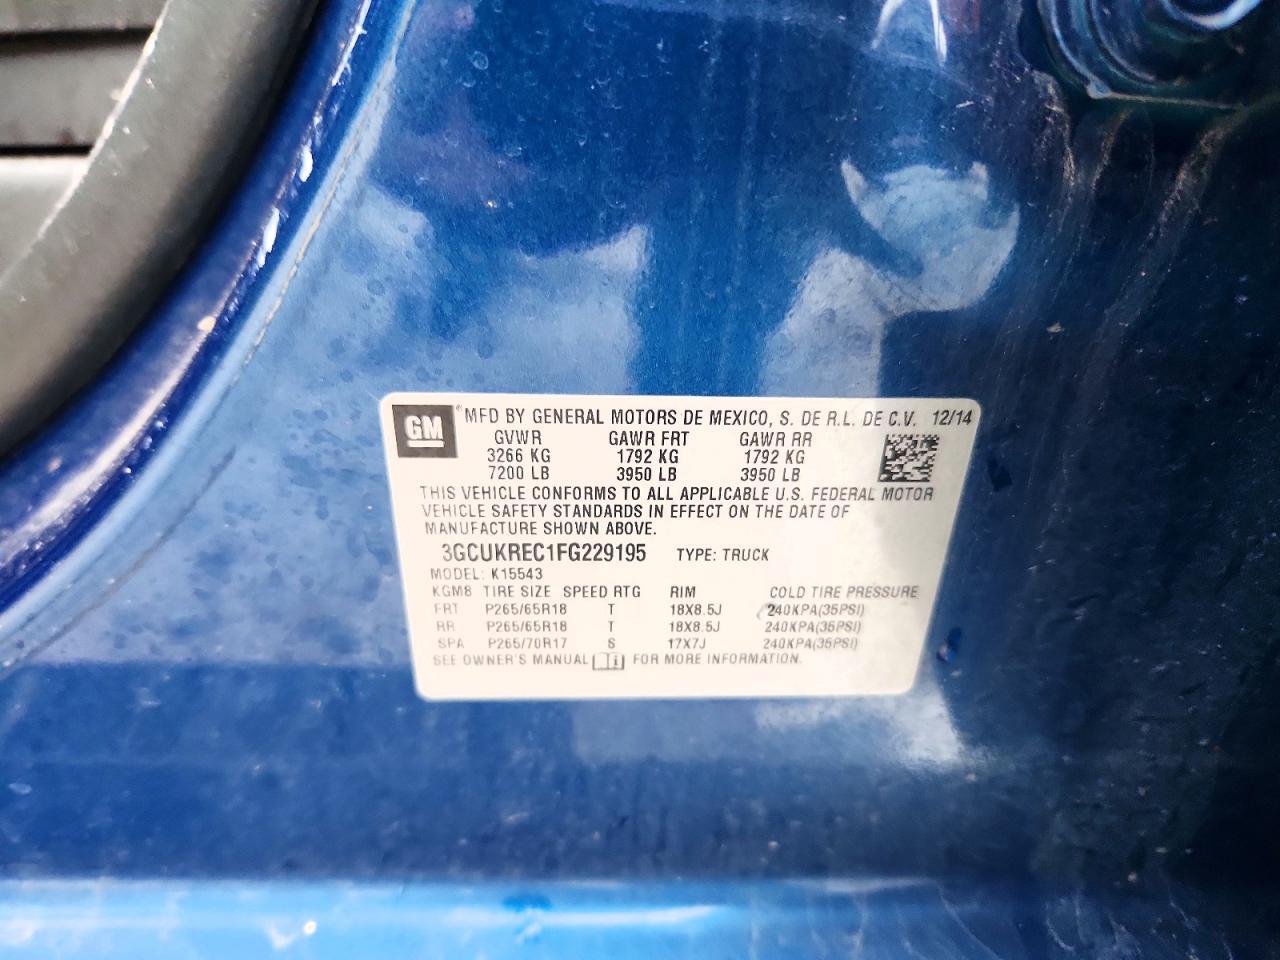 GM ® MFD BY GENERAL MOTORS DE MEXICO, S. DE R.L. DE C.V. 12/14
GVWR GAWR FRT GAWR RR
3266 KG 1792 KG 1792 KG
7200 LB 3950 LB 3950 LB
THIS VEHICLE CONFORMS TO ALL APPLICABLE U.S. FEDERAL MOTOR
VEHICLE SAFETY STANDARDS IN EFFECT ON THE DATE OF
MANUFACTURE SHOWN ABOVE.
3GCUKREC1FG229195 TYPE: TRUCK
MODEL: K15543
KGM8 TIRE SIZE SPEED RTG RIM COLD TIRE PRESSURE
FRT P265/65R18 T 18X8.5J 240KPA(35PSI)
RR P265/65R18 T 18X8.5J 240KPA(35PSI)
SPA P265/70R17 S 17X7J 240KPA(35PSI)
SEE OWNER'S MANUAL i FOR MORE INFORMATION.